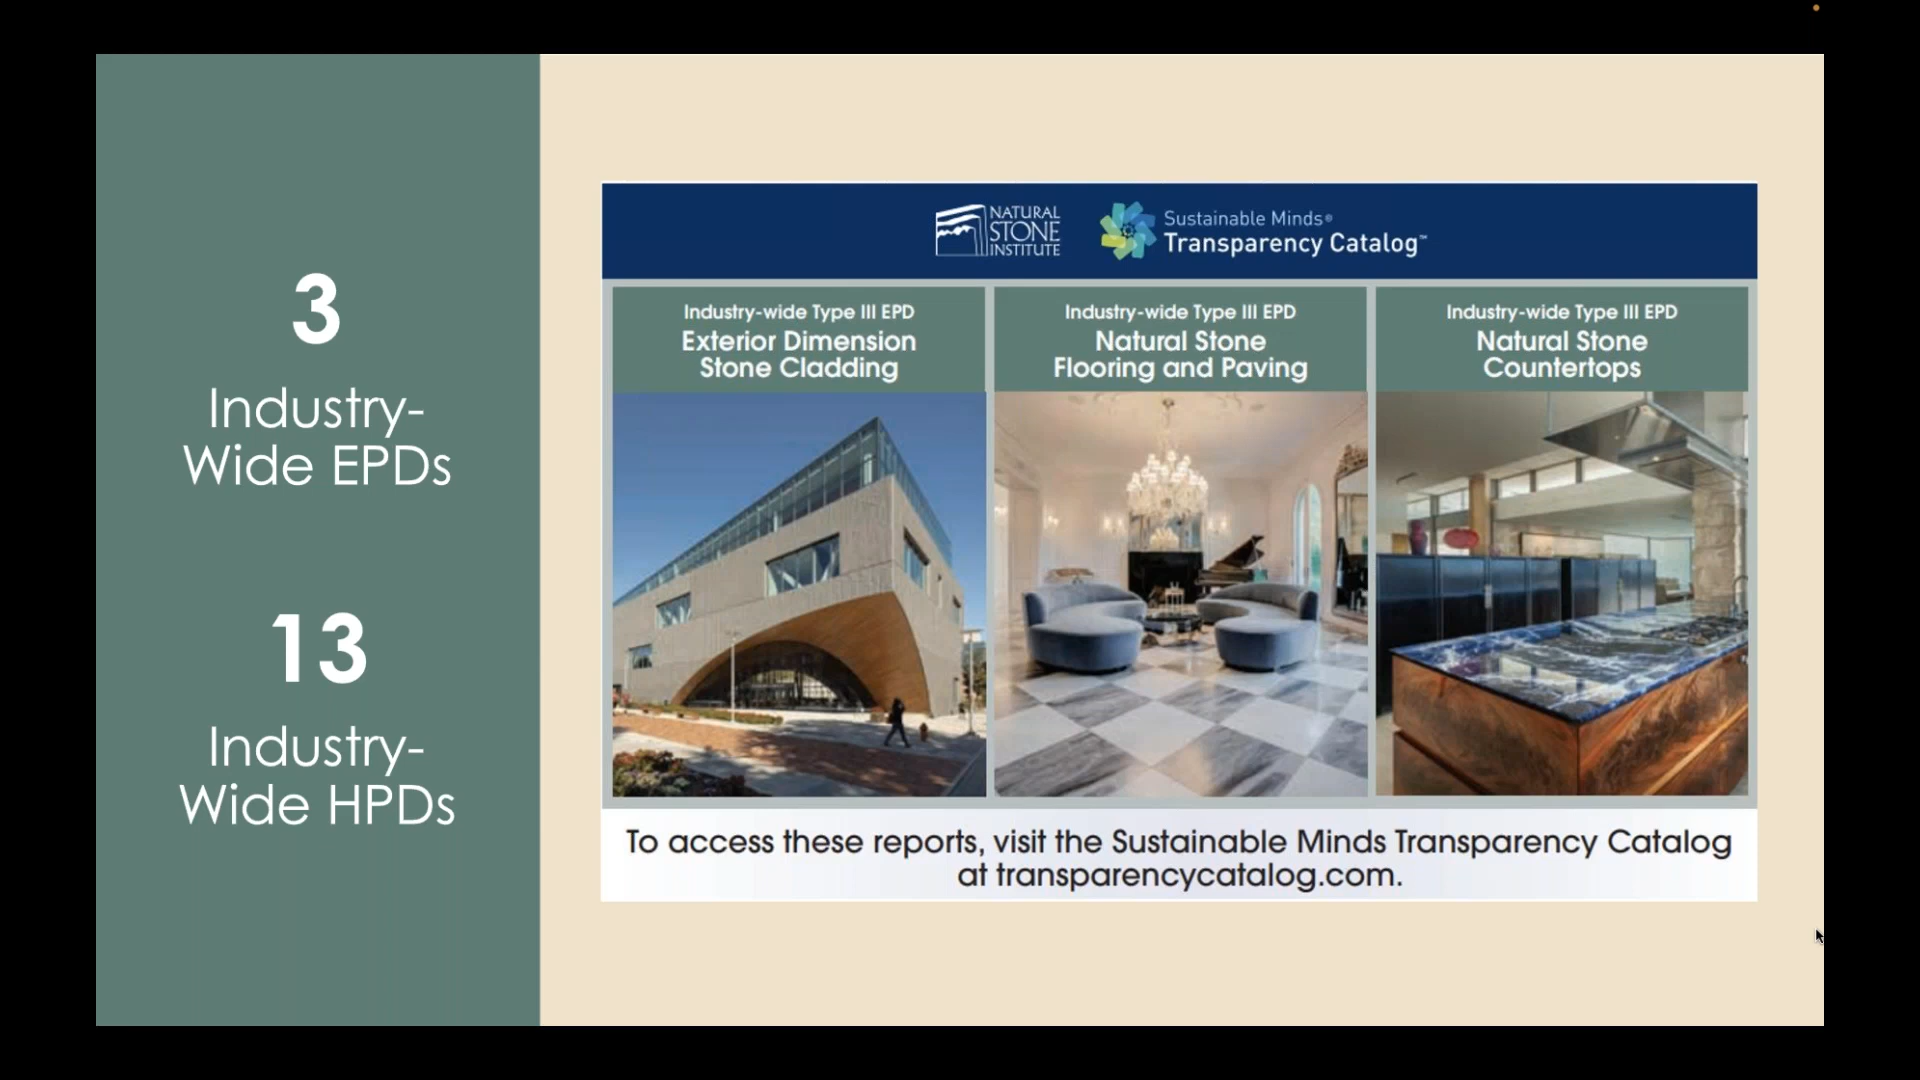 3
Industry-
Wide EPDs
13
Industry-
Wide HPDs
NATURAL
STONE
INSTITUTE
Sustainable Minds®
Transparency Catalog™
Industry-wide Type III EPD
Exterior Dimension
Stone Cladding
Industry-wide Type III EPD
Natural Stone
Flooring and Paving
Industry-wide Type III EPD
Natural Stone
Countertops
To access these reports, visit the Sustainable Minds Transparency Catalog
at transparencycatalog.com.